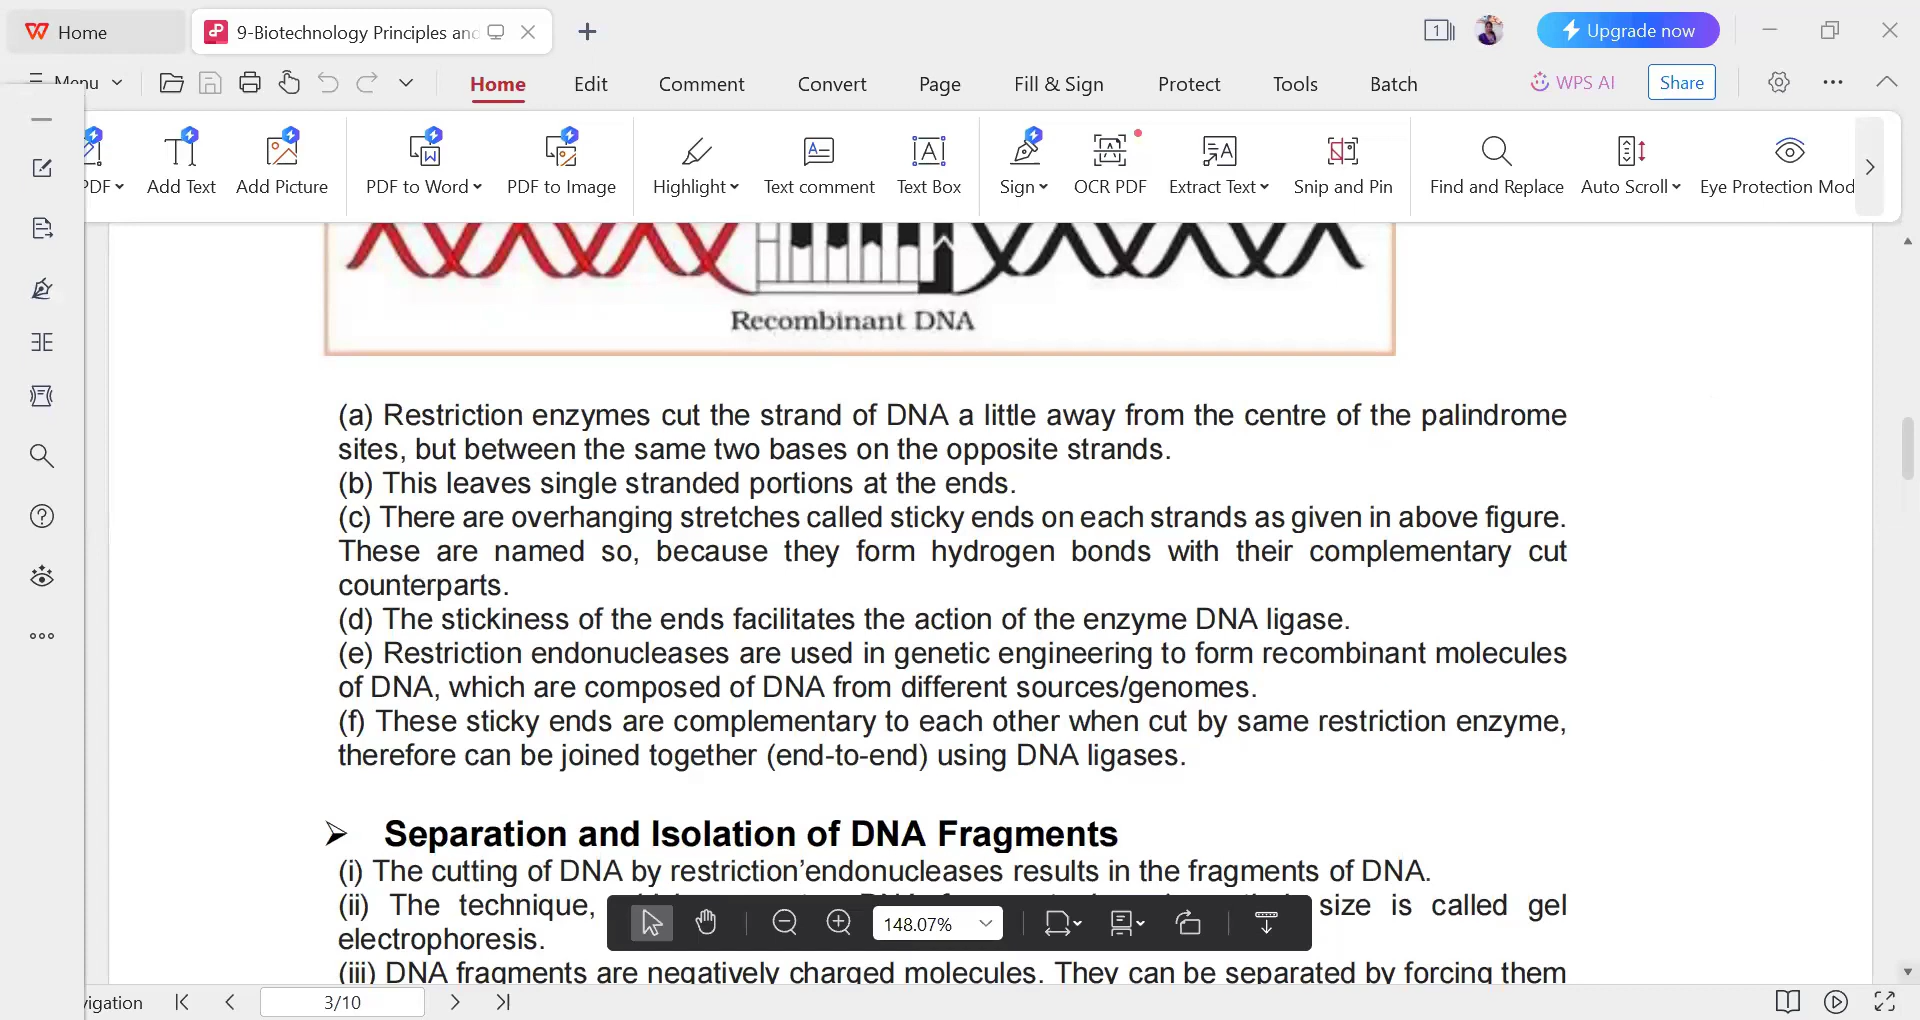 Home
9-Biotechnology Principles and
1
Upgrade now
Menu
Home Edit Comment Convert Page Fill & Sign Protect Tools Batch
WPS AI
Share
PDF
Add Text
Add Picture
PDF to Word
PDF to Image
Highlight
Text comment
Text Box
Sign
OCR PDF
Extract Text
Snip and Pin
Find and Replace
Auto Scroll
Eye Protection Mod
Recombinant DNA
(a) Restriction enzymes cut the strand of DNA a little away from the centre of the palindrome
sites, but between the same two bases on the opposite strands.
(b) This leaves single stranded portions at the ends.
(c) There are overhanging stretches called sticky ends on each strands as given in above figure.
These are named so, because they form hydrogen bonds with their complementary cut
counterparts.
(d) The stickiness of the ends facilitates the action of the enzyme DNA ligase.
(e) Restriction endonucleases are used in genetic engineering to form recombinant molecules
of DNA, which are composed of DNA from different sources/genomes.
(f) These sticky ends are complementary to each other when cut by same restriction enzyme,
therefore can be joined together (end-to-end) using DNA ligases.
➢ Separation and Isolation of DNA Fragments
(i) The cutting of DNA by restriction’endonucleases results in the fragments of DNA.
(ii) The technique, size is called gel
electrophoresis.
(iii) DNA fragments are negatively charged molecules. They can be separated by forcing them
148.07%
vigation
3/10